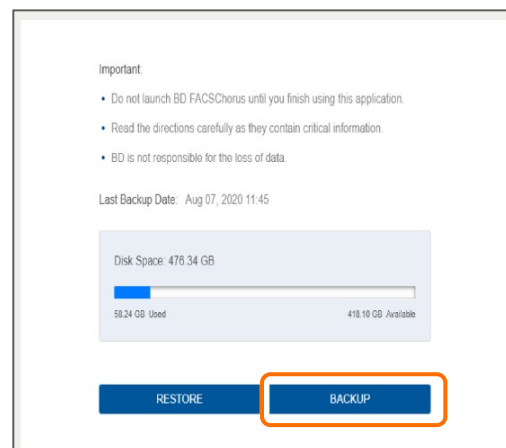 Important:
• Do not launch BD FACSChorus until you finish using this application.
• Read the directions carefully as they contain critical information.
• BD is not responsible for the loss of data.
Last Backup Date: Aug 07, 2020 11:45
Disk Space: 476.34 GB
58.24 GB Used 418.10 GB Available
RESTORE BACKUP